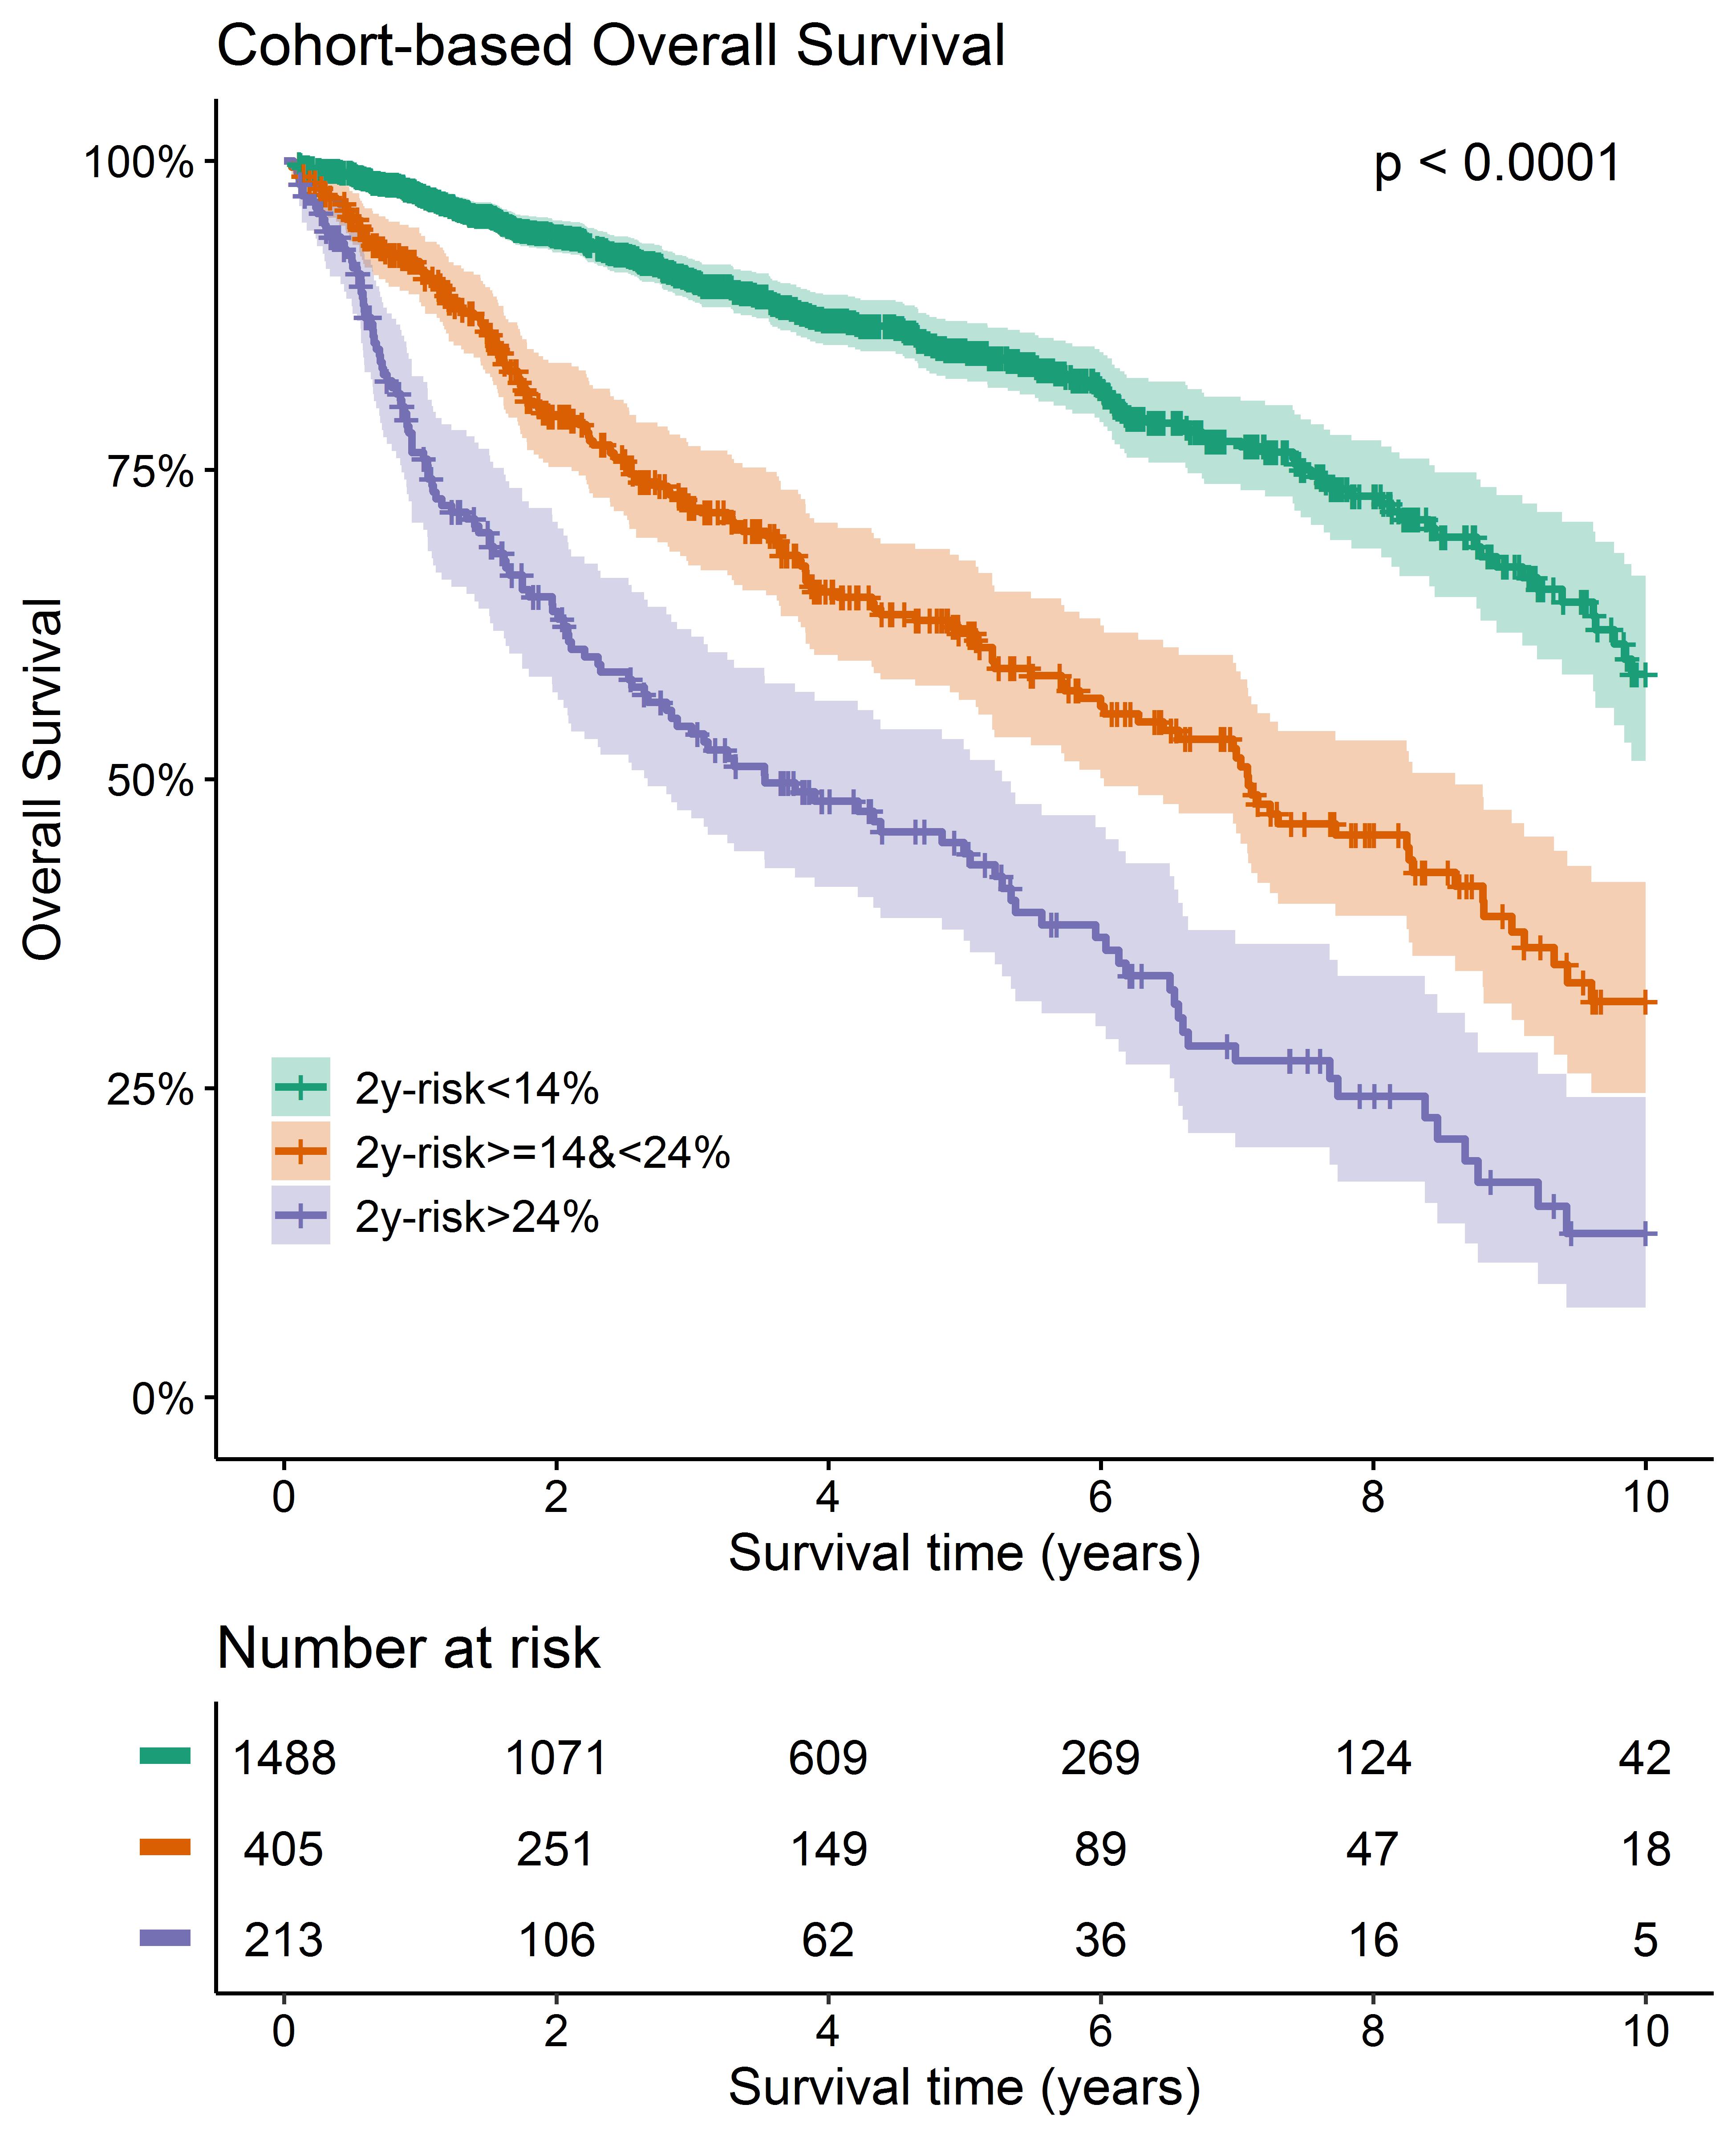 Cohort-based Overall Survival
p < 0.0001
100%
75%
50%
25%
0%
Overall Survival
2y-risk<14%
2y-risk>=14&<24%
2y-risk>24%
0 2 4 6 8 10
Survival time (years)
Number at risk
1488 1071 609 269 124 42
405 251 149 89 47 18
213 106 62 36 16 5
0 2 4 6 8 10
Survival time (years)